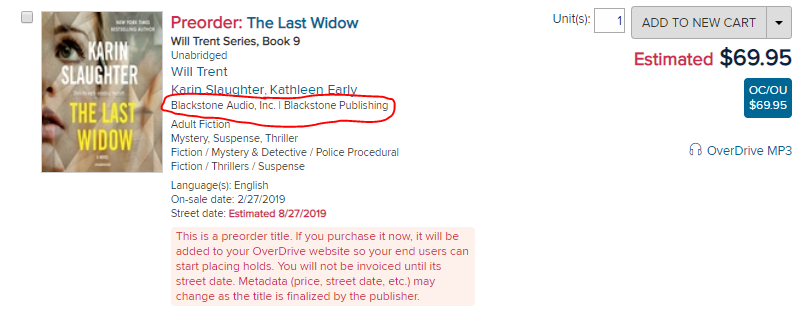 NEW YORK TIMES BESTSELLER
KARIN
SLAUGHTER
THE LAST
WIDOW
A NOVEL
Preorder: The Last Widow
Will Trent Series, Book 9
Unabridged
Will Trent
Karin Slaughter, Kathleen Early
Blackstone Audio, Inc. | Blackstone Publishing
Adult Fiction
Mystery, Suspense, Thriller
Fiction / Mystery & Detective / Police Procedural
Fiction / Thrillers / Suspense
Language(s): English
On-sale date: 2/27/2019
Street date: Estimated 8/27/2019
This is a preorder title. If you purchase it now, it will be
added to your OverDrive website so your end users can
start placing holds. You will not be invoiced until its
street date. Metadata (price, street date, etc.) may
change as the title is finalized by the publisher.
Unit(s): 1 ADD TO NEW CART
Estimated $69.95
OC/OU
$69.95
OverDrive MP3